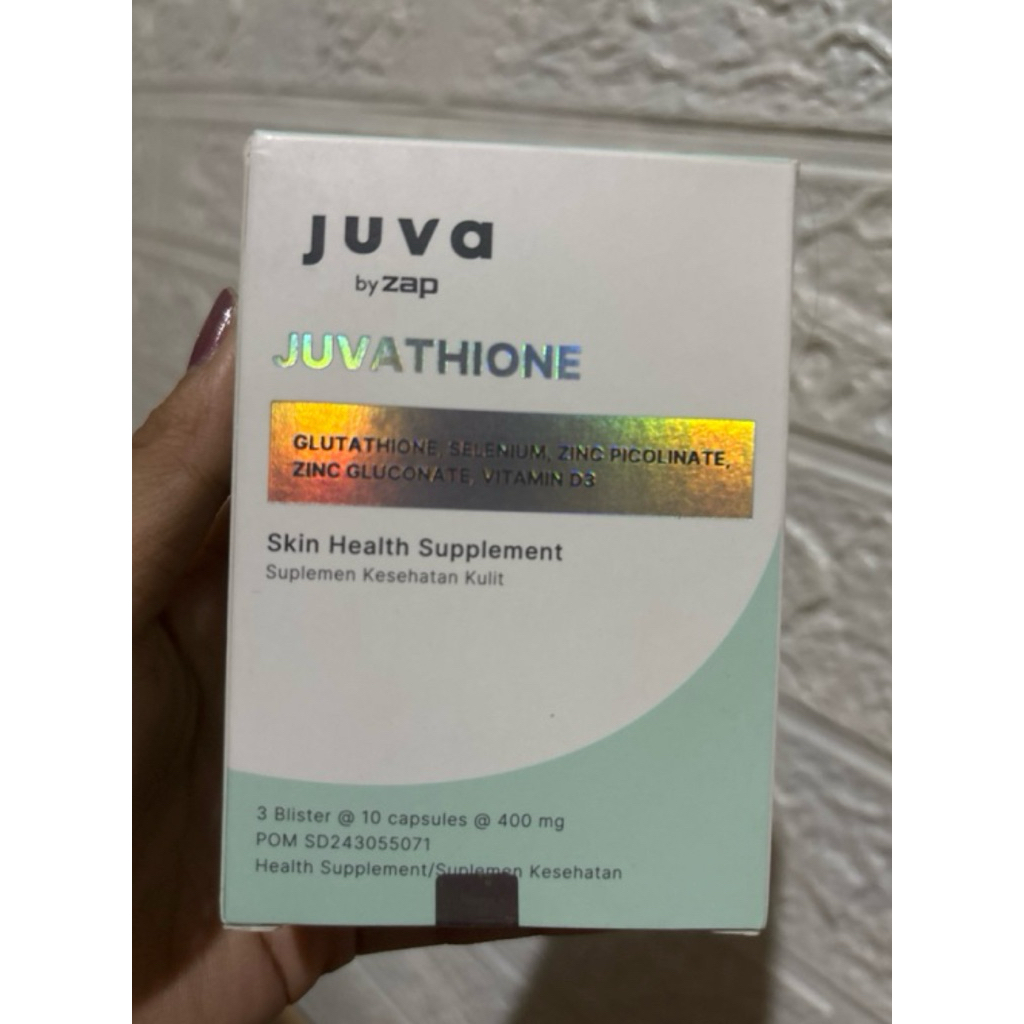 juva
by zap
JUVATHIONE
GLUTATHIONE, SELENIUM, ZINC PICOLINATE,
ZINC GLUCONATE, VITAMIN D3
Skin Health Supplement
Suplemen Kesehatan Kulit
3 Blister @ 10 capsules @ 400 mg
POM SD243055071
Health Supplement/Suplemen Kesehatan